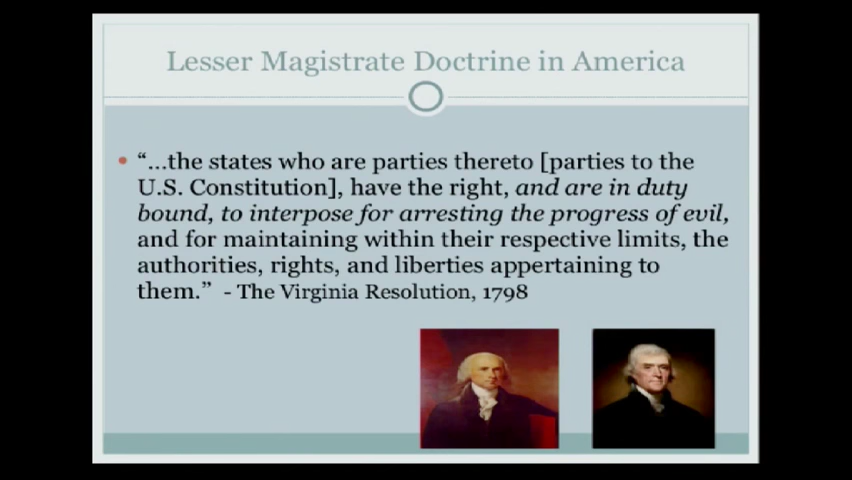 Lesser Magistrate Doctrine in America
• “...the states who are parties thereto [parties to the
U.S. Constitution], have the right, and are in duty
bound, to interpose for arresting the progress of evil,
and for maintaining within their respective limits, the
authorities, rights, and liberties appertaining to
them.” - The Virginia Resolution, 1798